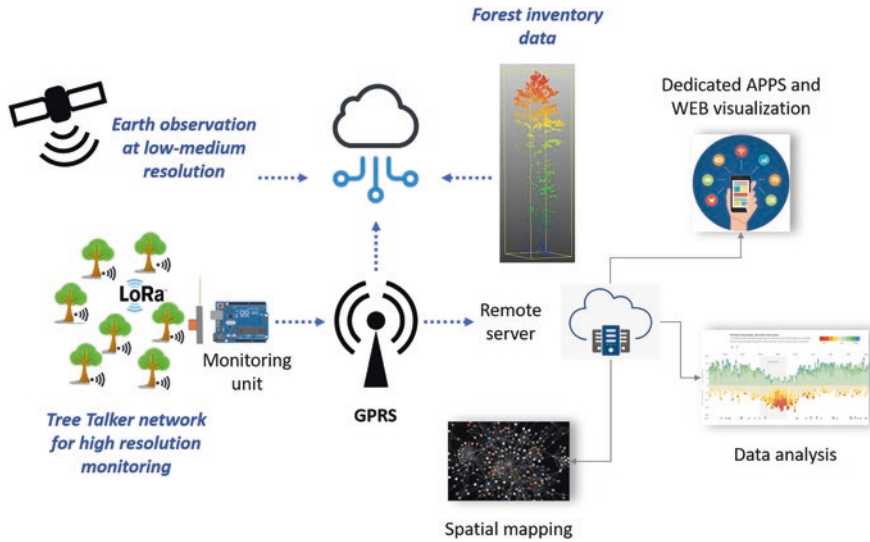 Forest inventory
data
Earth observation
at low-medium
resolution
Dedicated APPS and
WEB visualization
LoRa
Monitoring
unit
GPRS
Remote
server
Tree Talker network
for high resolution
monitoring
Data analysis
Spatial mapping